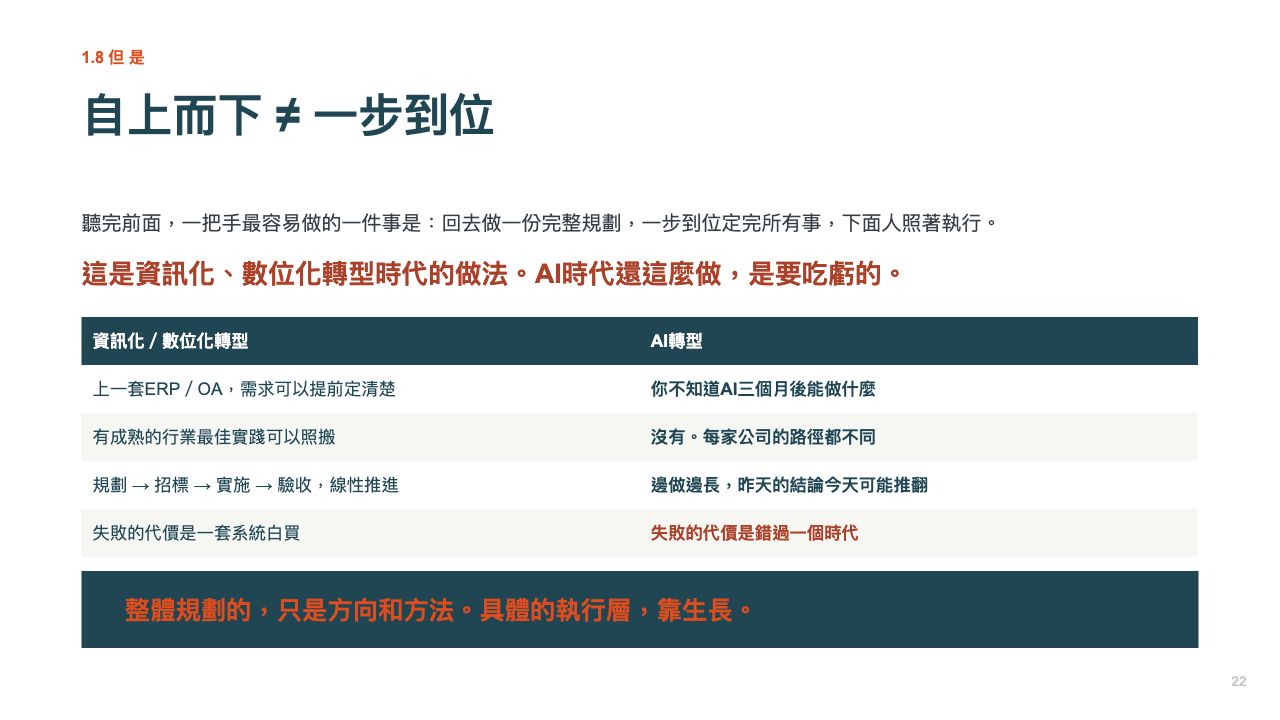 1.8 但 是
自上而下 ≠ 一步到位
聽完前面，一把手最容易做的一件事是：回去做一份完整規劃，一步到位定完所有事，下面人照著執行。
這是資訊化、數位化轉型時代的做法。AI時代還這麼做，是要吃虧的。
資訊化 / 數位化轉型 AI轉型
上一套ERP / OA，需求可以提前定清楚 你不知道AI三個月後能做什麼
有成熟的行業最佳實踐可以照搬 沒有。每家公司的路徑都不同
規劃 → 招標 → 實施 → 驗收，線性推進 邊做邊長，昨天的結論今天可能推翻
失敗的代價是一套系統白買 失敗的代價是錯過一個時代
整體規劃的，只是方向和方法。具體的執行層，靠生長。
22